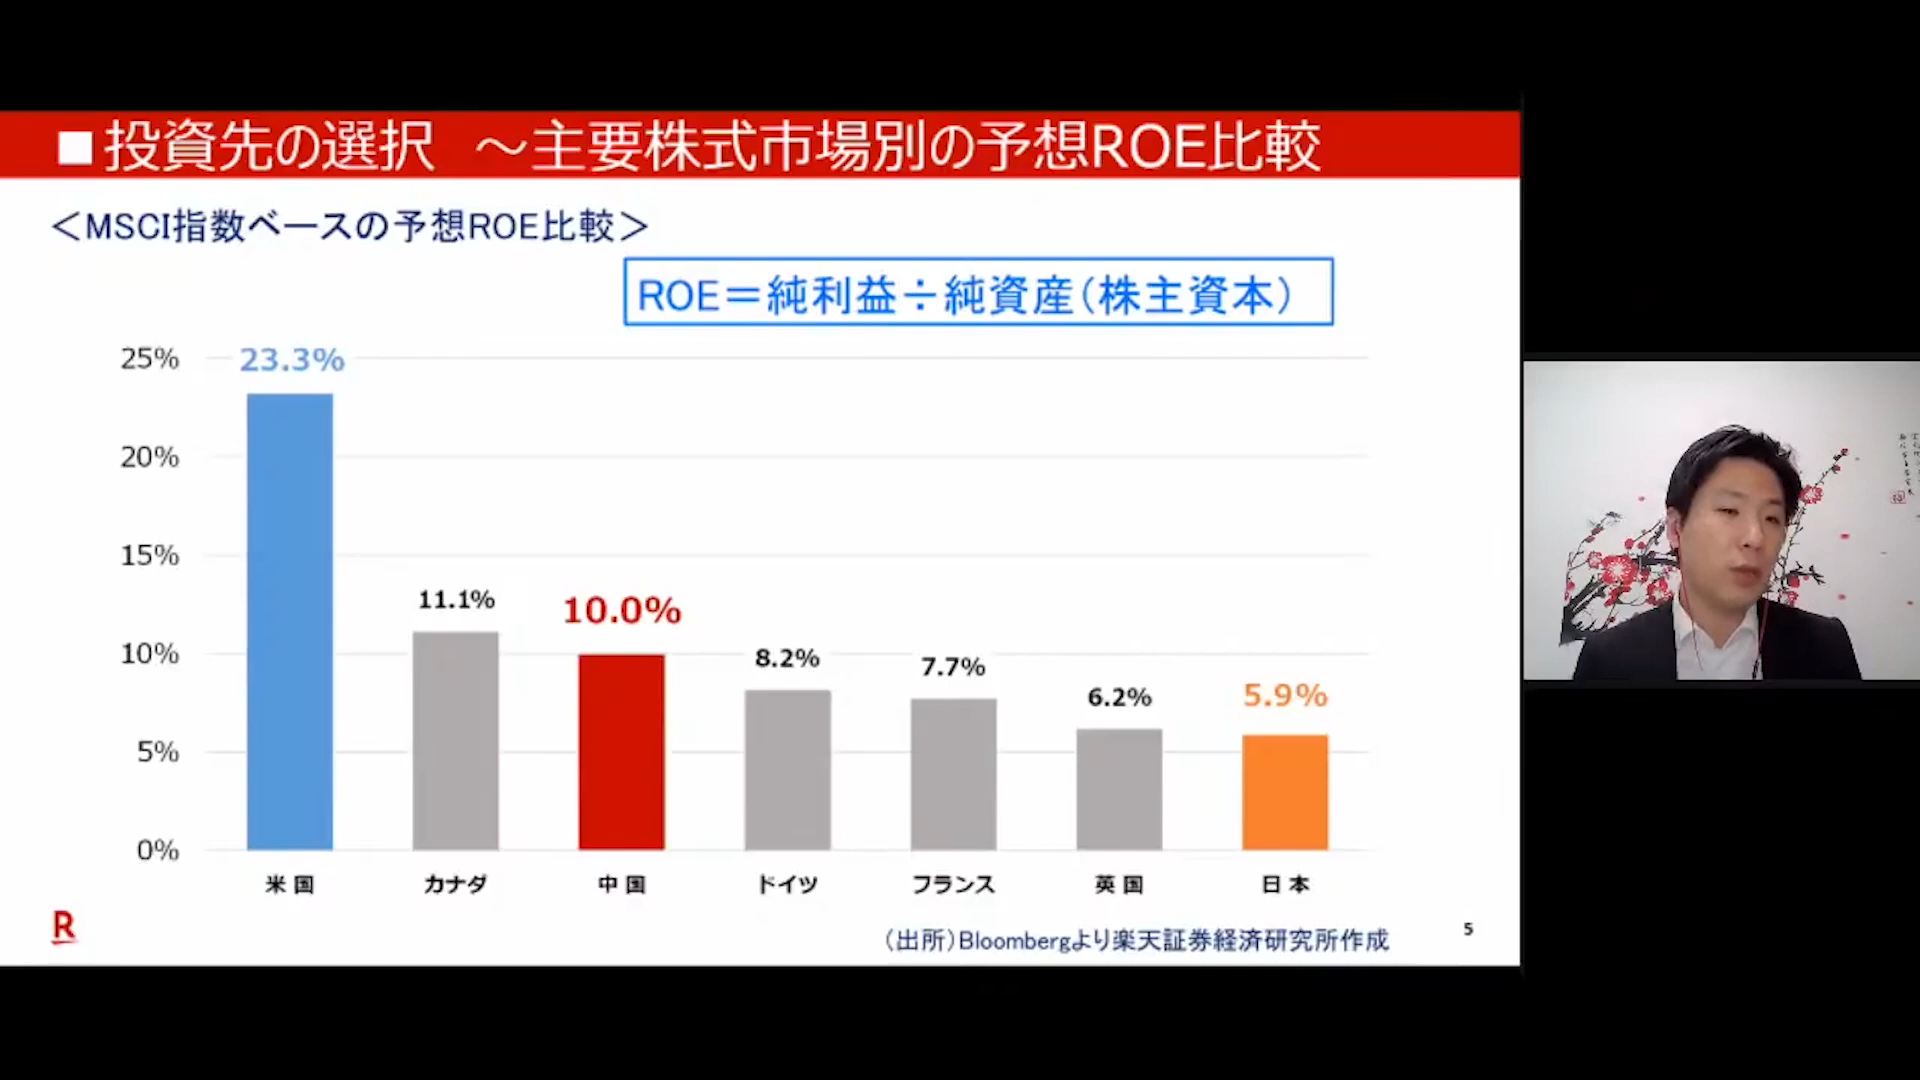 ■投資先の選択 ～主要株式市場別の予想ROE比較
＜MSCI指数ベースの予想ROE比較＞
ROE＝純利益÷純資産（株主資本）
25%
20%
15%
10%
5%
0%
23.3%
11.1%
10.0%
8.2%
7.7%
6.2%
5.9%
米国
カナダ
中国
ドイツ
フランス
英国
日本
R
（出所）Bloombergより楽天証券経済研究所作成
5